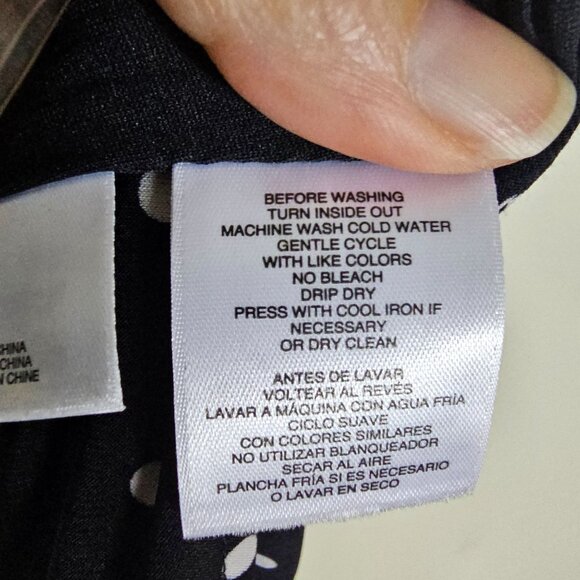 BEFORE WASHING
TURN INSIDE OUT
MACHINE WASH COLD WATER
GENTLE CYCLE
WITH LIKE COLORS
NO BLEACH
DRIP DRY
PRESS WITH COOL IRON IF
NECESSARY
OR DRY CLEAN
ANTES DE LAVAR
VOLTEAR AL REVÉS
LAVAR A MÁQUINA CON AGUA FRÍA
CICLO SUAVE
CON COLORES SIMILARES
NO UTILIZAR BLANQUEADOR
SECAR AL AIRE
PLANCHA FRÍA SI ES NECESARIO
O LAVAR EN SECO
CHINA
CHINE